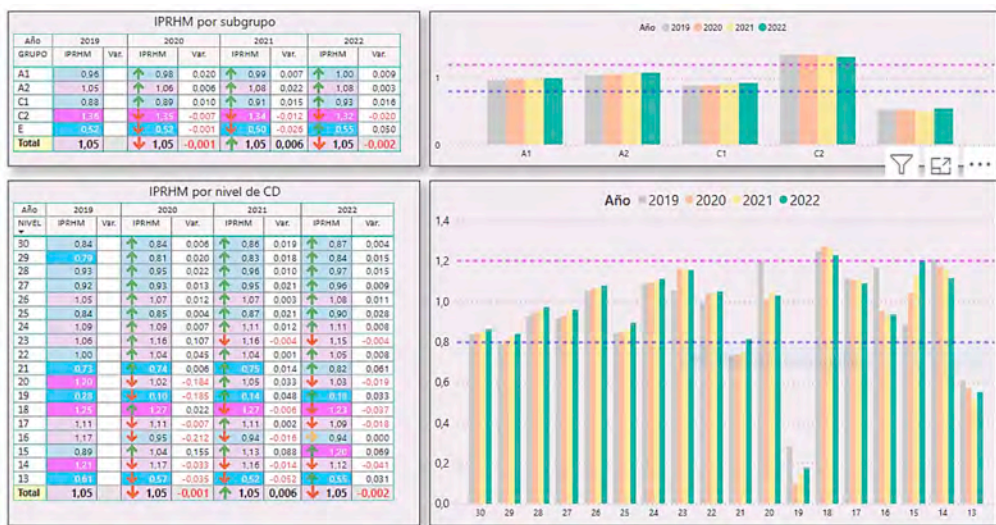 IPRHM por subgrupo
Año 2019 2020 2021 2022
GRUPO IPRHM Var. IPRHM Var. IPRHM Var. IPRHM Var.
A1 0,96 0,98 0,020 0,99 0,007 1,00 0,009
A2 1,05 1,06 0,006 1,08 0,022 1,08 0,003
C1 0,88 0,89 0,010 0,91 0,015 0,93 0,016
C2 1,36 1,35 -0,007 1,34 -0,012 1,32 -0,020
E 0,52 0,52 -0,001 0,50 -0,026 0,55 0,050
Total 1,05 1,05 -0,001 1,05 0,006 1,05 -0,002
Año 2019 2020 2021 2022
1
0
A1 A2 C1 C2
IPRHM por nivel de CD
Año 2019 2020 2021 2022
NIVEL IPRHM Var. IPRHM Var. IPRHM Var. IPRHM Var.
30 0,84 0,84 0,006 0,86 0,019 0,87 0,004
29 0,79 0,81 0,020 0,83 0,018 0,84 0,015
28 0,93 0,95 0,022 0,96 0,010 0,97 0,015
27 0,92 0,93 0,013 0,95 0,021 0,96 0,009
26 1,05 1,07 0,012 1,07 0,003 1,08 0,011
25 0,84 0,85 0,004 0,87 0,021 0,90 0,028
24 1,09 1,09 0,007 1,11 0,012 1,11 0,008
23 1,06 1,16 0,107 1,16 -0,004 1,15 -0,004
22 1,00 1,04 0,045 1,04 0,001 1,05 0,008
21 0,73 0,74 0,006 0,75 0,014 0,82 0,061
20 1,20 1,02 -0,184 1,05 0,033 1,03 -0,019
19 0,28 0,10 -0,185 0,14 0,048 0,18 0,033
18 1,25 1,27 0,022 1,27 -0,006 1,23 -0,037
17 1,11 1,11 -0,007 1,11 0,002 1,09 -0,018
16 1,17 0,95 -0,212 0,94 -0,016 0,94 0,000
15 0,89 1,04 0,155 1,13 0,088 1,20 0,069
14 1,21 1,17 -0,033 1,16 -0,014 1,12 -0,041
13 0,61 0,57 -0,035 0,52 -0,052 0,55 0,031
Total 1,05 1,05 -0,001 1,05 0,006 1,05 -0,002
Año 2019 2020 2021 2022
1,4
1,2
1,0
0,8
0,6
0,4
0,2
0,0
30 29 28 27 26 25 24 23 22 21 20 19 18 17 16 15 14 13